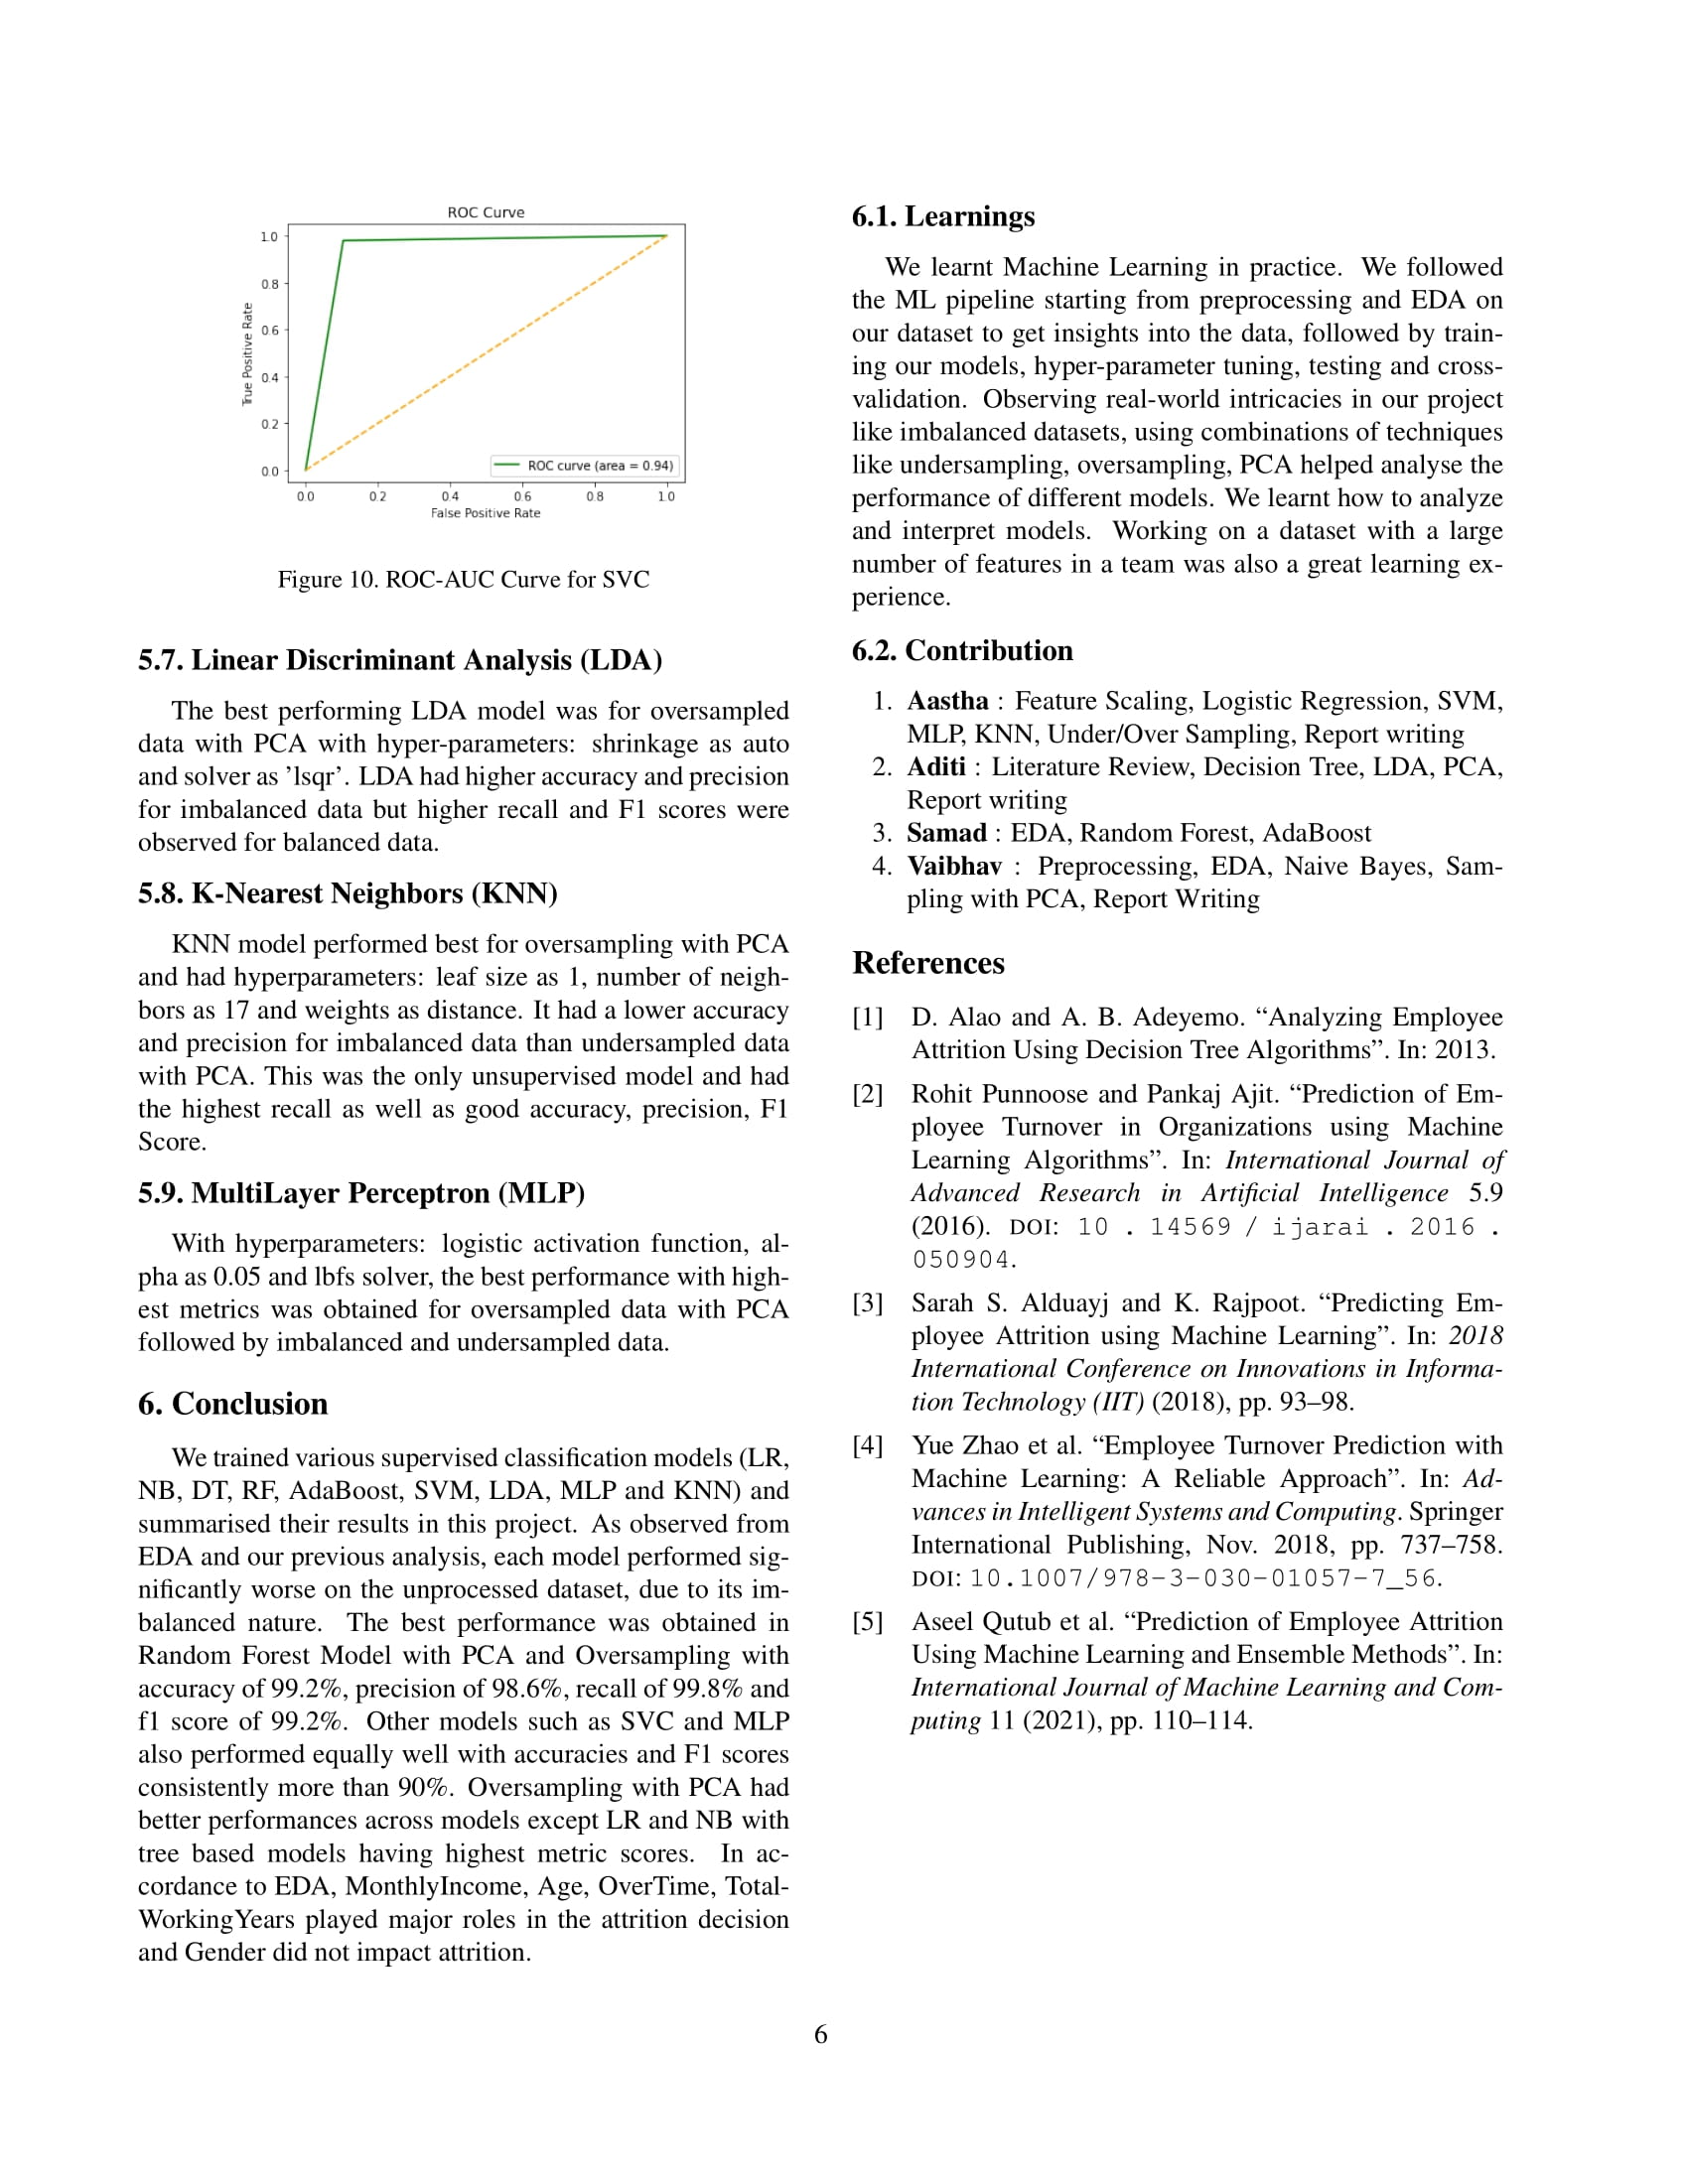 ROC Curve
1.0
0.8
0.6
0.4
0.2
0.0
True Positive Rate
ROC curve (area = 0.94)
0.0 0.2 0.4 0.6 0.8 1.0
False Positive Rate
Figure 10. ROC-AUC Curve for SVC
5.7. Linear Discriminant Analysis (LDA)
The best performing LDA model was for oversampled
data with PCA with hyper-parameters: shrinkage as auto
and solver as ’lsqr’. LDA had higher accuracy and precision
for imbalanced data but higher recall and F1 scores were
observed for balanced data.
5.8. K-Nearest Neighbors (KNN)
KNN model performed best for oversampling with PCA
and had hyperparameters: leaf size as 1, number of neigh-
bors as 17 and weights as distance. It had a lower accuracy
and precision for imbalanced data than undersampled data
with PCA. This was the only unsupervised model and had
the highest recall as well as good accuracy, precision, F1
Score.
5.9. MultiLayer Perceptron (MLP)
With hyperparameters: logistic activation function, al-
pha as 0.05 and lbfs solver, the best performance with high-
est metrics was obtained for oversampled data with PCA
followed by imbalanced and undersampled data.
6. Conclusion
We trained various supervised classification models (LR,
NB, DT, RF, AdaBoost, SVM, LDA, MLP and KNN) and
summarised their results in this project. As observed from
EDA and our previous analysis, each model performed sig-
nificantly worse on the unprocessed dataset, due to its im-
balanced nature. The best performance was obtained in
Random Forest Model with PCA and Oversampling with
accuracy of 99.2%, precision of 98.6%, recall of 99.8% and
f1 score of 99.2%. Other models such as SVC and MLP
also performed equally well with accuracies and F1 scores
consistently more than 90%. Oversampling with PCA had
better performances across models except LR and NB with
tree based models having highest metric scores. In ac-
cordance to EDA, MonthlyIncome, Age, OverTime, Total-
WorkingYears played major roles in the attrition decision
and Gender did not impact attrition.
6.1. Learnings
We learnt Machine Learning in practice. We followed
the ML pipeline starting from preprocessing and EDA on
our dataset to get insights into the data, followed by train-
ing our models, hyper-parameter tuning, testing and cross-
validation. Observing real-world intricacies in our project
like imbalanced datasets, using combinations of techniques
like undersampling, oversampling, PCA helped analyse the
performance of different models. We learnt how to analyze
and interpret models. Working on a dataset with a large
number of features in a team was also a great learning ex-
perience.
6.2. Contribution
1. Aastha : Feature Scaling, Logistic Regression, SVM,
MLP, KNN, Under/Over Sampling, Report writing
2. Aditi : Literature Review, Decision Tree, LDA, PCA,
Report writing
3. Samad : EDA, Random Forest, AdaBoost
4. Vaibhav : Preprocessing, EDA, Naive Bayes, Sam-
pling with PCA, Report Writing
References
[1] D. Alao and A. B. Adeyemo. “Analyzing Employee
Attrition Using Decision Tree Algorithms”. In: 2013.
[2] Rohit Punnoose and Pankaj Ajit. “Prediction of Em-
ployee Turnover in Organizations using Machine
Learning Algorithms”. In: International Journal of
Advanced Research in Artificial Intelligence 5.9
(2016). DOI: 10 . 14569 / ijarai . 2016 .
050904.
[3] Sarah S. Alduayj and K. Rajpoot. “Predicting Em-
ployee Attrition using Machine Learning”. In: 2018
International Conference on Innovations in Informa-
tion Technology (IIT) (2018), pp. 93–98.
[4] Yue Zhao et al. “Employee Turnover Prediction with
Machine Learning: A Reliable Approach”. In: Ad-
vances in Intelligent Systems and Computing. Springer
International Publishing, Nov. 2018, pp. 737–758.
DOI: 10.1007/978-3-030-01057-7_56.
[5] Aseel Qutub et al. “Prediction of Employee Attrition
Using Machine Learning and Ensemble Methods”. In:
International Journal of Machine Learning and Com-
puting 11 (2021), pp. 110–114.
6